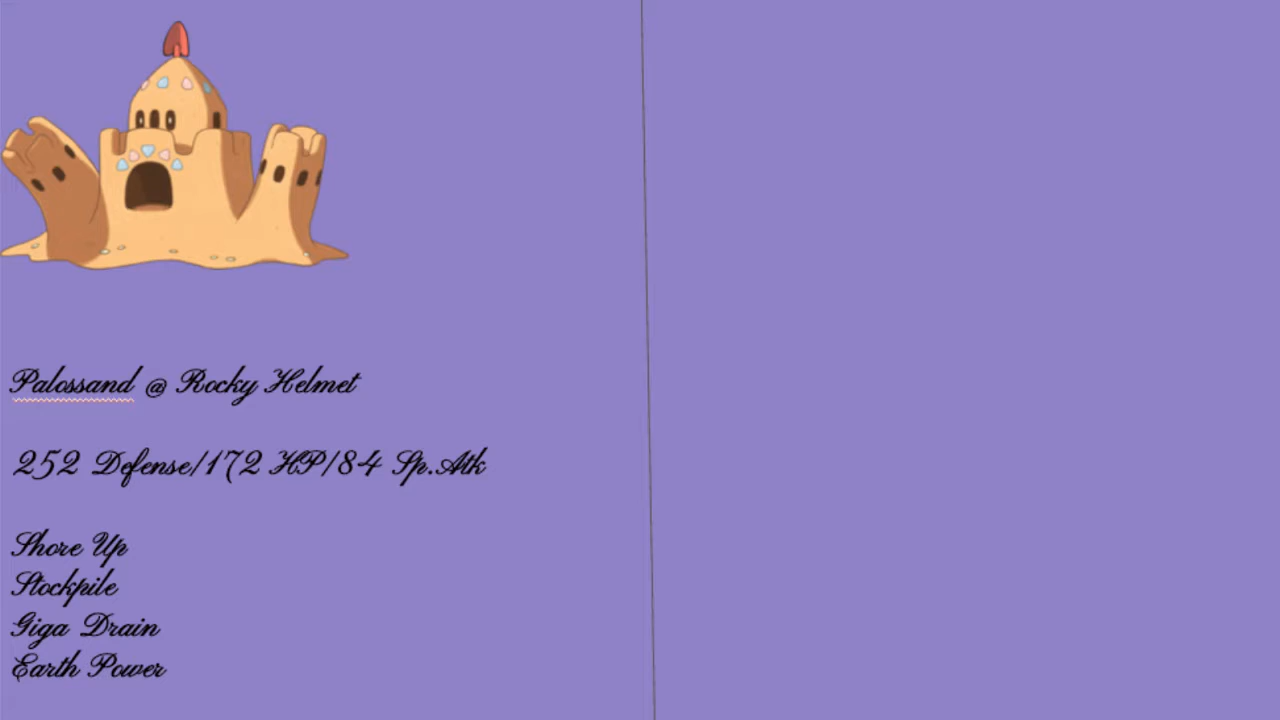 Palossand @ Rocky Helmet
252 Defense/172 HP/84 Sp.Atk
Shore Up
Stockpile
Giga Drain
Earth Power